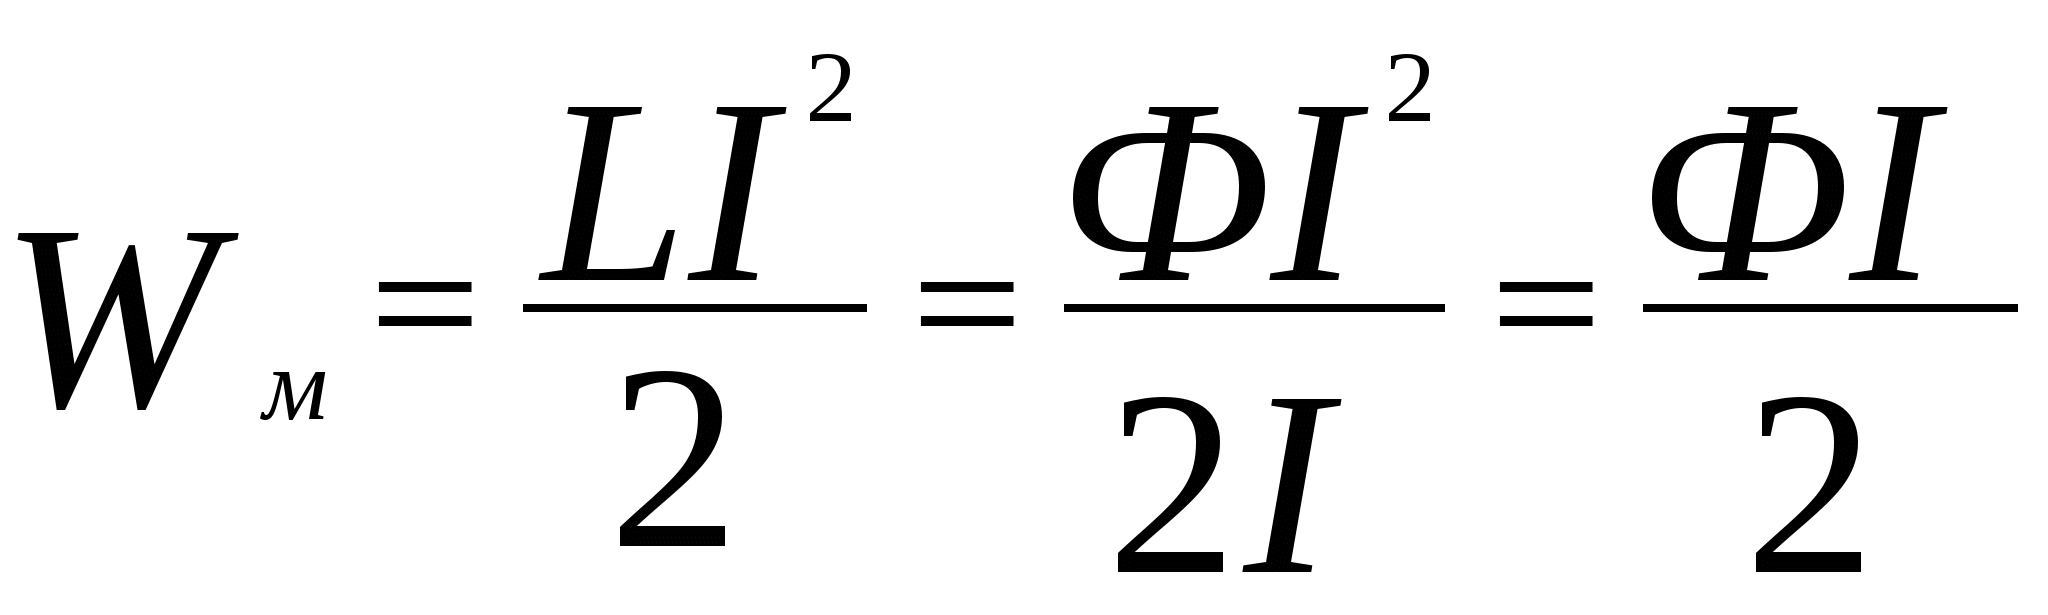 W_м = LI²/2 = ΦI²/2I = ΦI/2